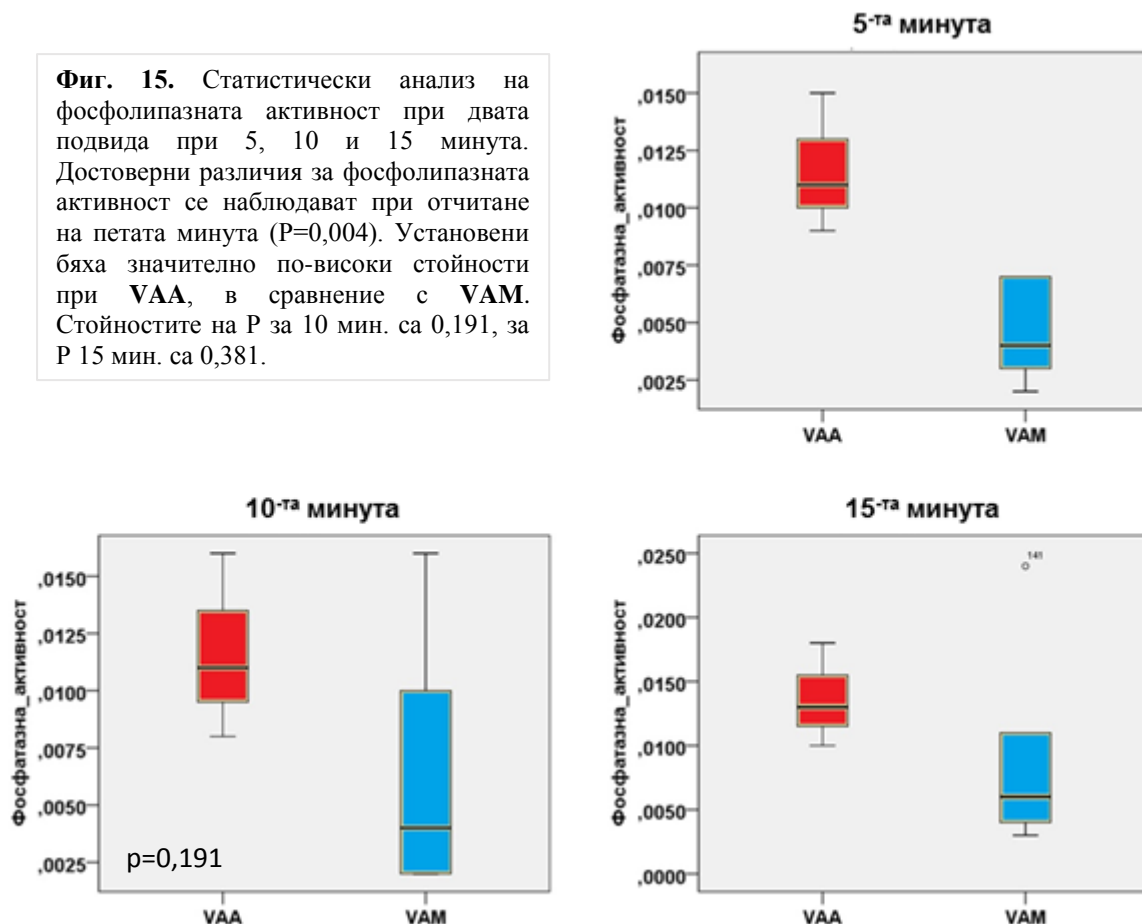 Фиг. 15. Статистически анализ на
фосфолипазната активност при двата
подвида при 5, 10 и 15 минута.
Достоверни различия за фосфолипазната
активност се наблюдават при отчитане
на петата минута (P=0,004). Установени
бяха значително по-високи стойности
при VAA, в сравнение с VAM.
Стойностите на P за 10 мин. са 0,191, за
P 15 мин. са 0,381.
5-та минута
Фосфатазна_активност
,0150
,0125
,0100
,0075
,0050
,0025
VAA VAM
10-та минута
Фосфатазна_активност
,0150
,0125
,0100
,0075
,0050
,0025
p=0,191
VAA VAM
15-та минута
Фосфатазна_активност
,0250
,0200
,0150
,0100
,0050
,0000
141
VAA VAM